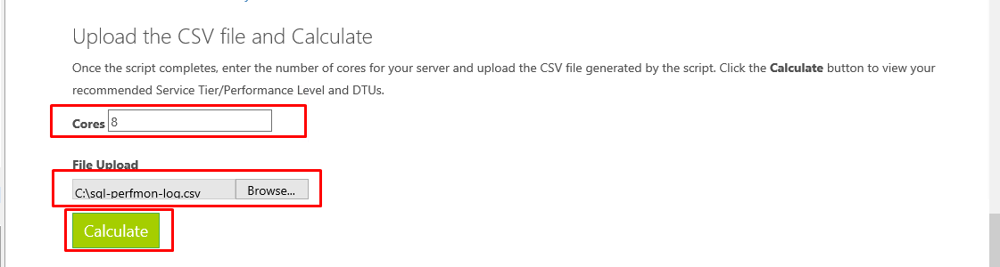 Upload the CSV file and Calculate
Once the script completes, enter the number of cores for your server and upload the CSV file generated by the script. Click the Calculate button to view your
recommended Service Tier/Performance Level and DTUs.
Cores 8
File Upload
C:\sql-perfmon-log.csv Browse...
Calculate